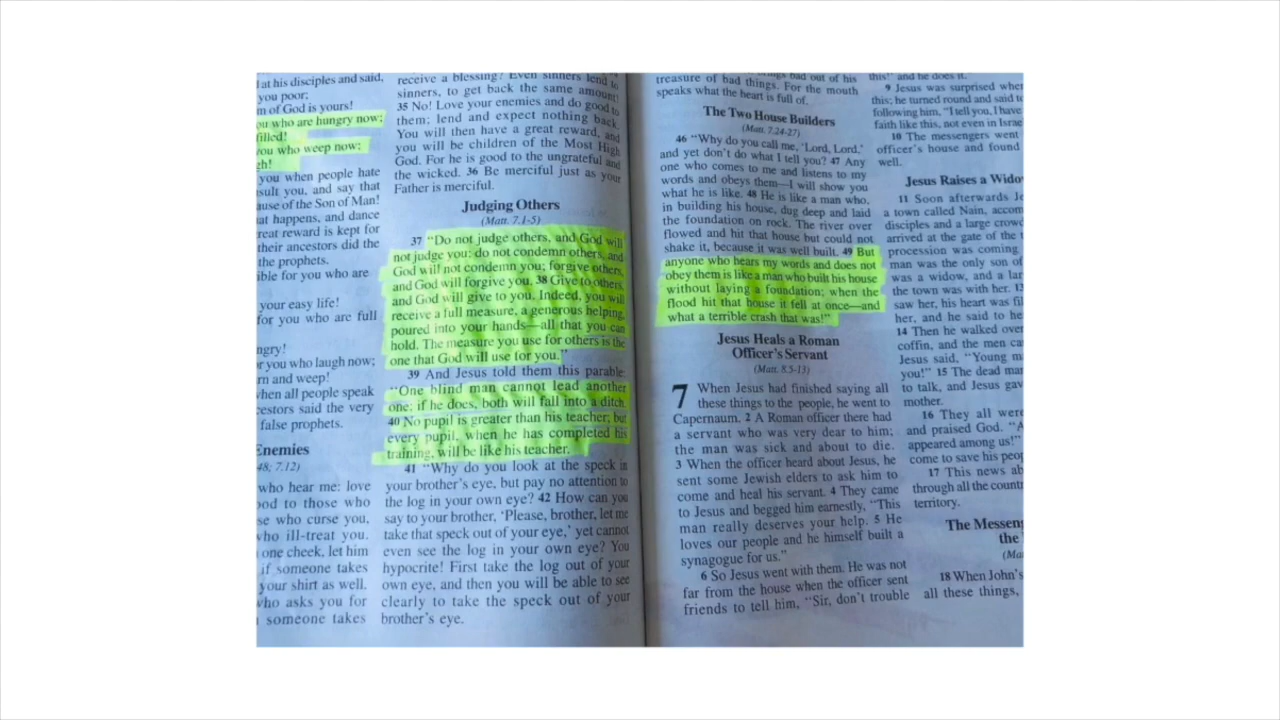 at his disciples and said,
you poor;
of God is yours!
who are hungry now;
filled!
you who weep now;
you when people hate
sult you, and say that
ause of the Son of Man!
at happens, and dance
reat reward is kept for
their ancestors did the
the prophets.
ible for you who are
your easy life!
for you who are full
ngry!
you who laugh now;
rn and weep!
when all people speak
cestors said the very
false prophets.
Enemies
48; 7.12)
who hear me: love
od to those who
se who curse you,
who ill-treat you.
one cheek, let him
if someone takes
your shirt as well.
who asks you for
someone takes
receive a blessing? Even sinners lend to
sinners, to get back the same amount!
35 No! Love your enemies and do good to
them; lend and expect nothing back.
You will then have a great reward, and
you will be children of the Most High
God. For he is good to the ungrateful and
the wicked. 36 Be merciful just as your
Father is merciful.
Judging Others
(Matt. 7.1-5)
37 “Do not judge others, and God will
not judge you; do not condemn others, and
God will not condemn you; forgive others,
and God will forgive you. 38 Give to others,
and God will give to you. Indeed, you will
receive a full measure, a generous helping,
poured into your hands—all that you can
hold. The measure you use for others is the
one that God will use for you.”
39 And Jesus told them this parable:
“One blind man cannot lead another
one; if he does, both will fall into a ditch.
40 No pupil is greater than his teacher; but
every pupil, when he has completed his
training, will be like his teacher.
41 “Why do you look at the speck in
your brother's eye, but pay no attention to
the log in your own eye? 42 How can you
say to your brother, ‘Please, brother, let me
take that speck out of your eye,’ yet cannot
even see the log in your own eye? You
hypocrite! First take the log out of your
own eye, and then you will be able to see
clearly to take the speck out of your
brother's eye.
bad out of his
treasure of bad things. For the mouth
speaks what the heart is full of.
The Two House Builders
(Matt. 7.24-27)
46 “Why do you call me, ‘Lord, Lord,’
and yet don't do what I tell you? 47 Any
one who comes to me and listens to my
words and obeys them—I will show you
what he is like. 48 He is like a man who,
in building his house, dug deep and laid
the foundation on rock. The river over
flowed and hit that house but could not
shake it, because it was well built. 49 But
anyone who hears my words and does not
obey them is like a man who built his house
without laying a foundation; when the
flood hit that house it fell at once—and
what a terrible crash that was!”
Jesus Heals a Roman
Officer's Servant
(Matt. 8.5-13)
7 When Jesus had finished saying all
these things to the people, he went to
Capernaum. 2 A Roman officer there had
a servant who was very dear to him;
the man was sick and about to die.
3 When the officer heard about Jesus, he
sent some Jewish elders to ask him to
come and heal his servant. 4 They came
to Jesus and begged him earnestly, “This
man really deserves your help. 5 He
loves our people and he himself built a
synagogue for us.”
6 So Jesus went with them. He was not
far from the house when the officer sent
friends to tell him, “Sir, don't trouble
this!’ and he does it.
9 Jesus was surprised when
this; he turned round and said to
following him, “I tell you, I have
faith like this, not even in Israe
10 The messengers went
officer's house and found
well.
Jesus Raises a Wido
11 Soon afterwards Je
a town called Nain, accom
disciples and a large crow
arrived at the gate of the t
procession was coming
man was the only son of
was a widow, and a lar
the town was with her. 13
saw her, his heart was fil
her, and he said to he
14 Then he walked over
coffin, and the men ca
Jesus said, “Young m
you!” 15 The dead ma
to talk, and Jesus gav
mother.
16 They all were
and praised God. “A
appeared among us!”
come to save his peop
17 This news ab
through all the count
territory.
The Messeng
the
(Ma
18 When John's
all these things,